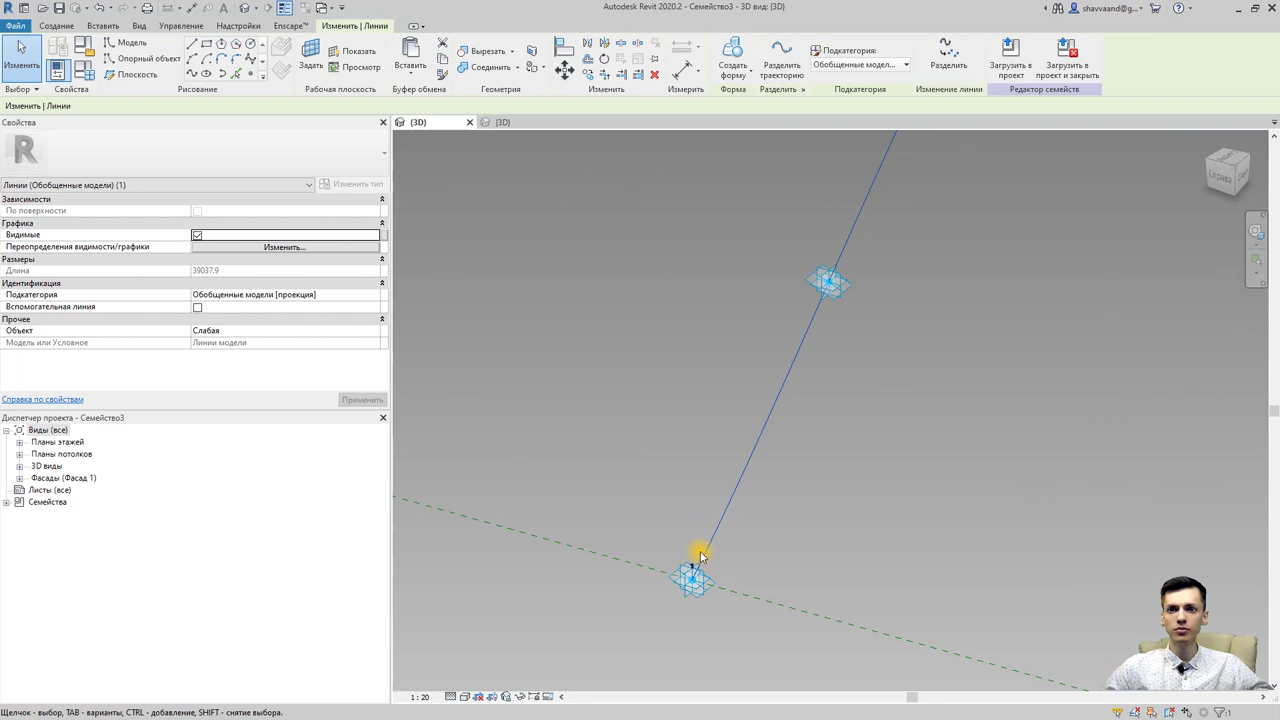 Autodesk Revit 2020.2 - Семейство3 - 3D вид: {3D}
shavvaand@g...
Файл Создание Вставить Вид Управление Надстройки Enscape™ Изменить | Линии
Изменить
Модель
Опорный объект
Плоскость
Задать
Показать
Просмотр
Вставить
Вырезать
Соединить
Создать форму
Разделить траекторию
Подкатегория:
Обобщенные модел...
Разделить
Загрузить в проект
Загрузить в проект и закрыть
Выбор Свойства Рисование Рабочая плоскость Буфер обмена Геометрия Изменить Измерить Форма Разделить Подкатегория Изменение линии Редактор семейств
Изменить | Линии
Свойства
{3D}
{3D}
R
Линии (Обобщенные модели) (1)
Изменить тип
Зависимости
По поверхности
Графика
Видимые
Переопределения видимости/графики Изменить...
Размеры
Длина 39037.9
Идентификация
Подкатегория Обобщенные модели [проекция]
Вспомогательная линия
Прочее
Объект Слабая
Модель или Условное Линии модели
Справка по свойствам
Применить
Диспетчер проекта - Семейство3
Виды (все)
Планы этажей
Планы потолков
3D виды
Фасады (Фасад 1)
Листы (все)
Семейства
Справа
1
1 : 20
Щелчок - выбор, TAB - варианты, CTRL - добавление, SHIFT - снятие выбора.
:1